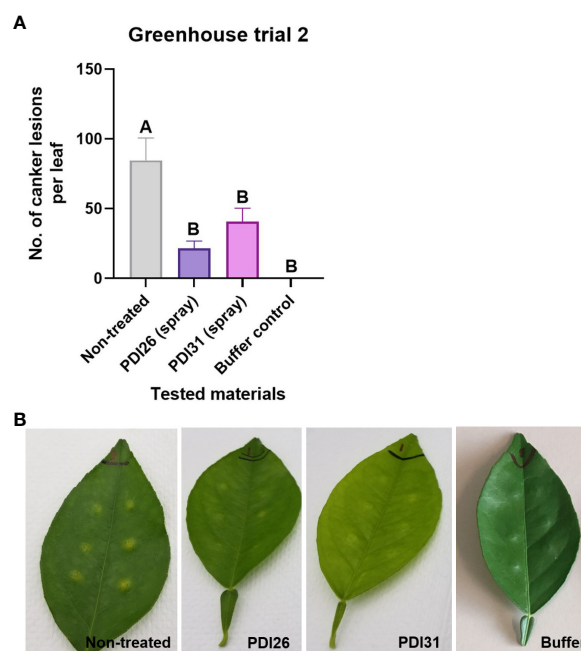 A
Greenhouse trial 2
No. of canker lesions
per leaf
150
100
50
0
A
B
B
B
Non-treated
PDI26 (spray)
PDI31 (spray)
Buffer control
Tested materials
B
Non-treated
PDI26
PDI31
Buffer